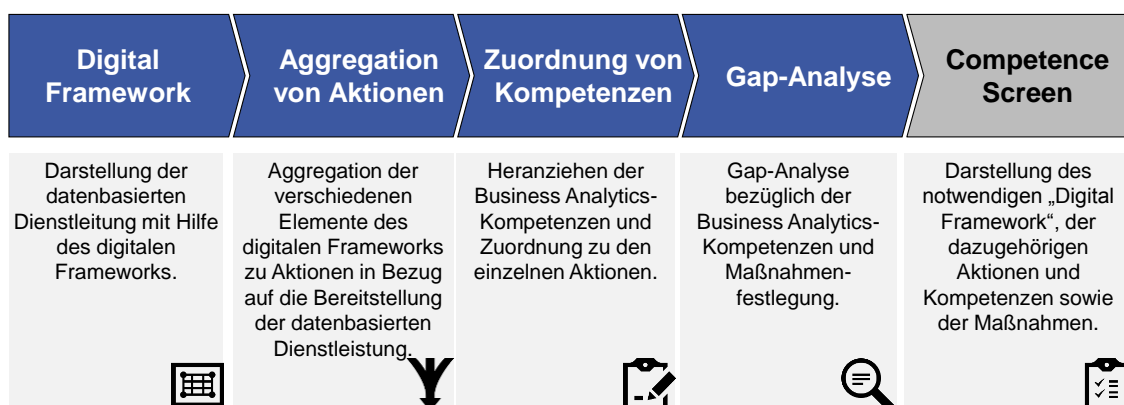 Digital
Framework
Aggregation
von Aktionen
Zuordnung von
Kompetenzen
Gap-Analyse
Competence
Screen
Darstellung der
datenbasierten
Dienstleitung mit Hilfe
des digitalen
Frameworks.
Aggregation der
verschiedenen
Elemente des
digitalen Frameworks
zu Aktionen in Bezug
auf die Bereitstellung
der datenbasierten
Dienstleistung.
Heranziehen der
Business Analytics-
Kompetenzen und
Zuordnung zu den
einzelnen Aktionen.
Gap-Analyse
bezüglich der
Business Analytics-
Kompetenzen und
Maßnahmen-
festlegung.
Darstellung des
notwendigen „Digital
Framework“, der
dazugehörigen
Aktionen und
Kompetenzen sowie
der Maßnahmen.